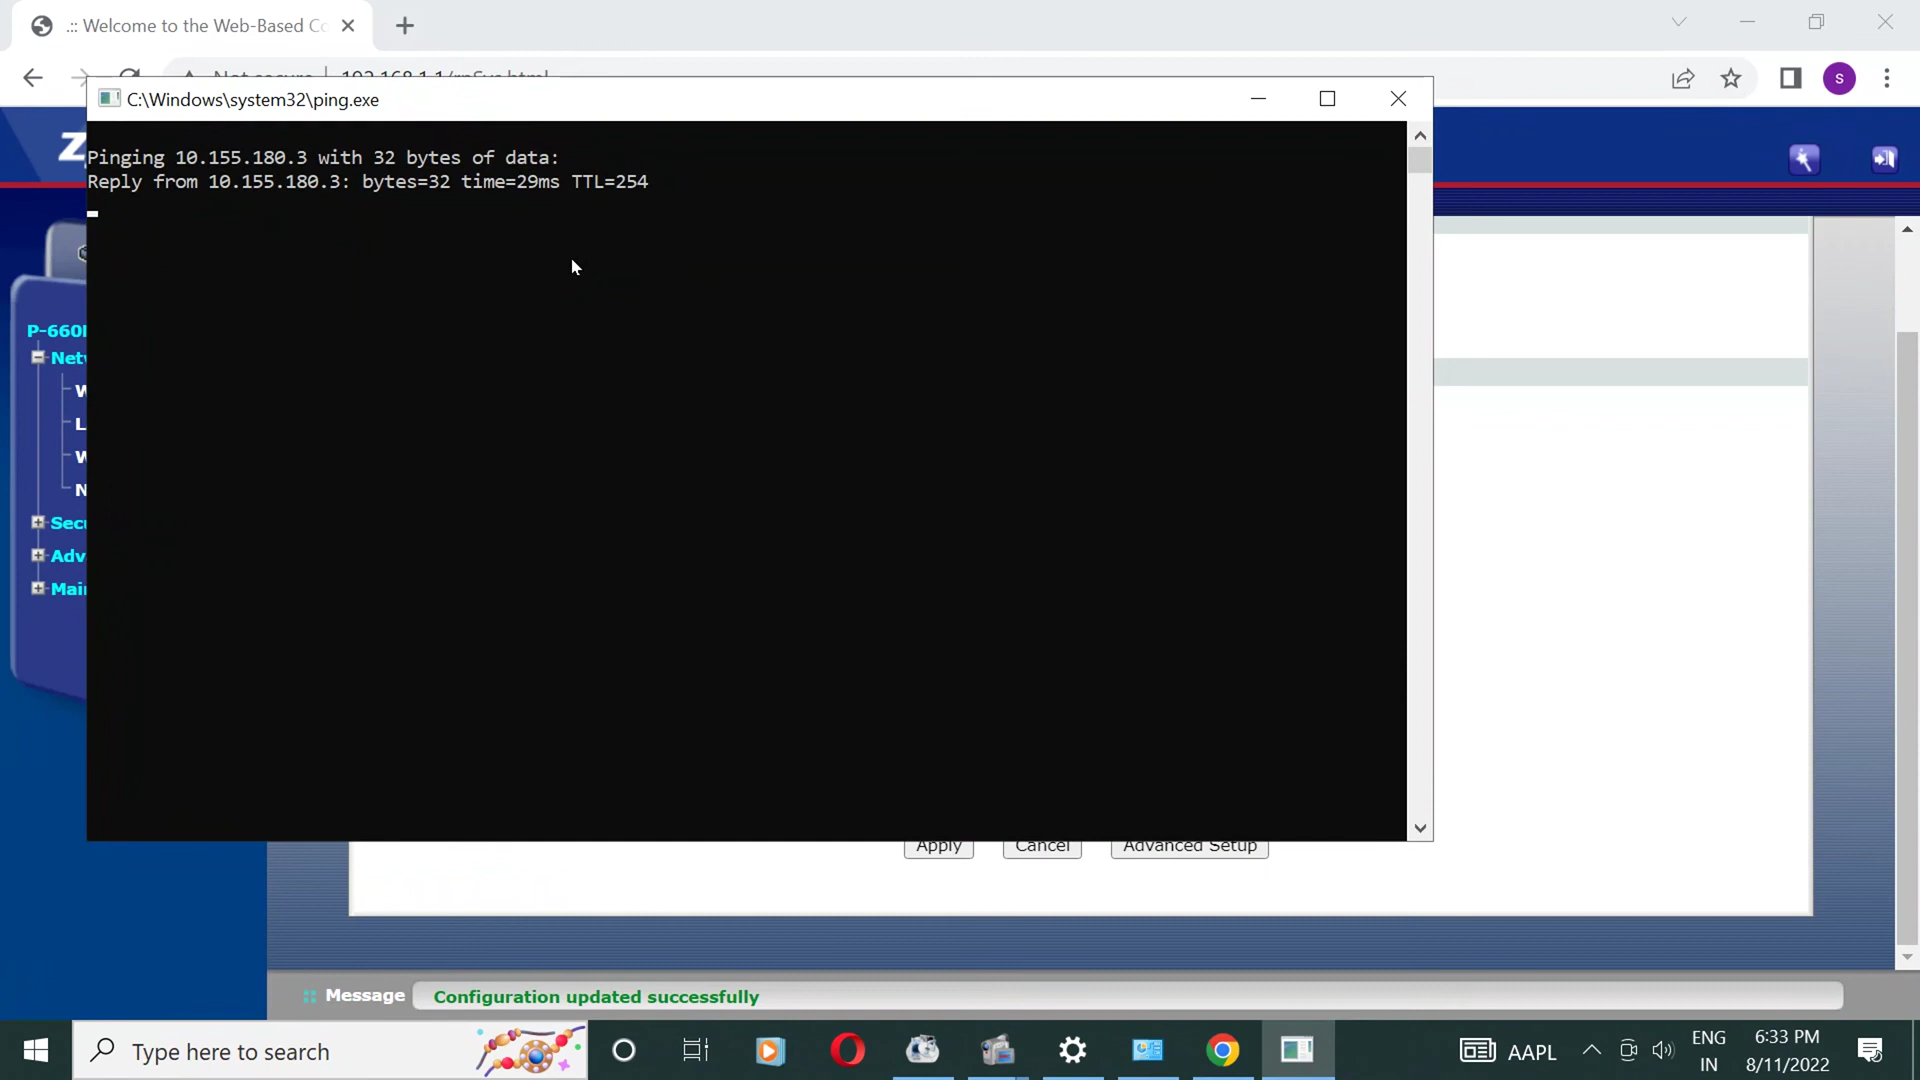 .:: Welcome to the Web-Based Co
Not secure 192.168.1.1/rpSys.html
C:\Windows\system32\ping.exe
Pinging 10.155.180.3 with 32 bytes of data:
Reply from 10.155.180.3: bytes=32 time=29ms TTL=254
s
Z
P-660
Net
W
L
W
N
Secu
Adv
Mai
Apply Cancel Advanced Setup
Message Configuration updated successfully
Type here to search
AAPL
ENG
IN
6:33 PM
8/11/2022